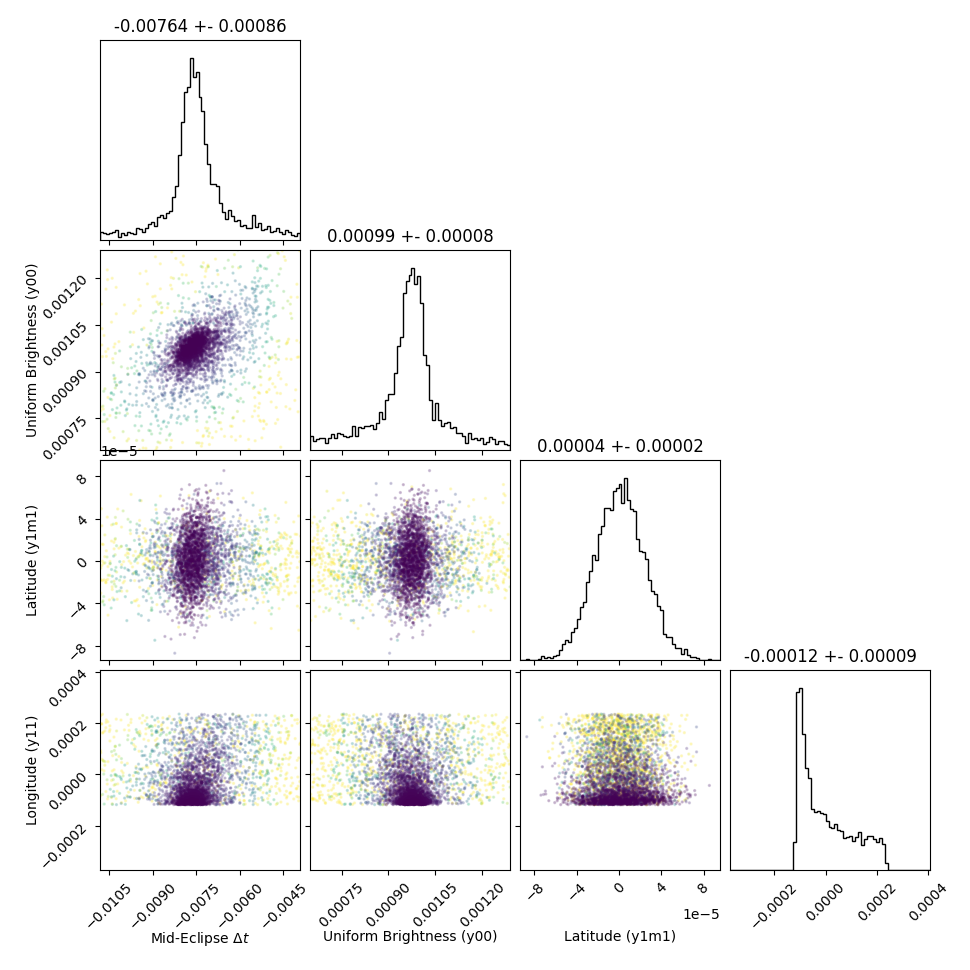 -0.00764 +- 0.00086
0.00099 +- 0.00008
Uniform Brightness (y00)
0.00120
0.00105
0.00090
0.00075
1e−5
0.00004 +- 0.00002
Latitude (y1m1)
8
4
0
−4
−8
-0.00012 +- 0.00009
Longitude (y11)
0.0004
0.0002
0.0000
−0.0002
−0.0105 −0.0090 −0.0075 −0.0060 −0.0045
0.00075 0.00090 0.00105 0.00120
−8 −4 0 4 8
−0.0002 0.0000 0.0002 0.0004
1e−5
Mid-Eclipse Δt
Uniform Brightness (y00)
Latitude (y1m1)